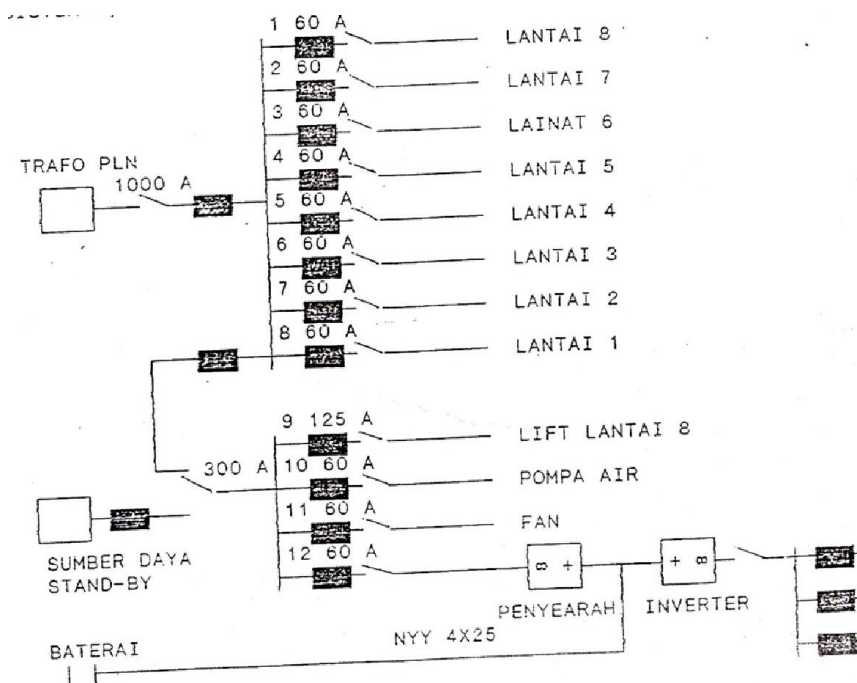 1 60 A
LANTAI 8
2 60 A
LANTAI 7
3 60 A
LAINAT 6
4 60 A
LANTAI 5
TRAFO PLN
1000 A
5 60 A
LANTAI 4
6 60 A
LANTAI 3
7 60 A
LANTAI 2
8 60 A
LANTAI 1
9 125 A
LIFT LANTAI 8
300 A
10 60 A
POMPA AIR
11 60 A
FAN
12 60 A
SUMBER DAYA
STAND-BY
∞ +
+ ∞
PENYEARAH
INVERTER
NYY 4X25
BATERAI